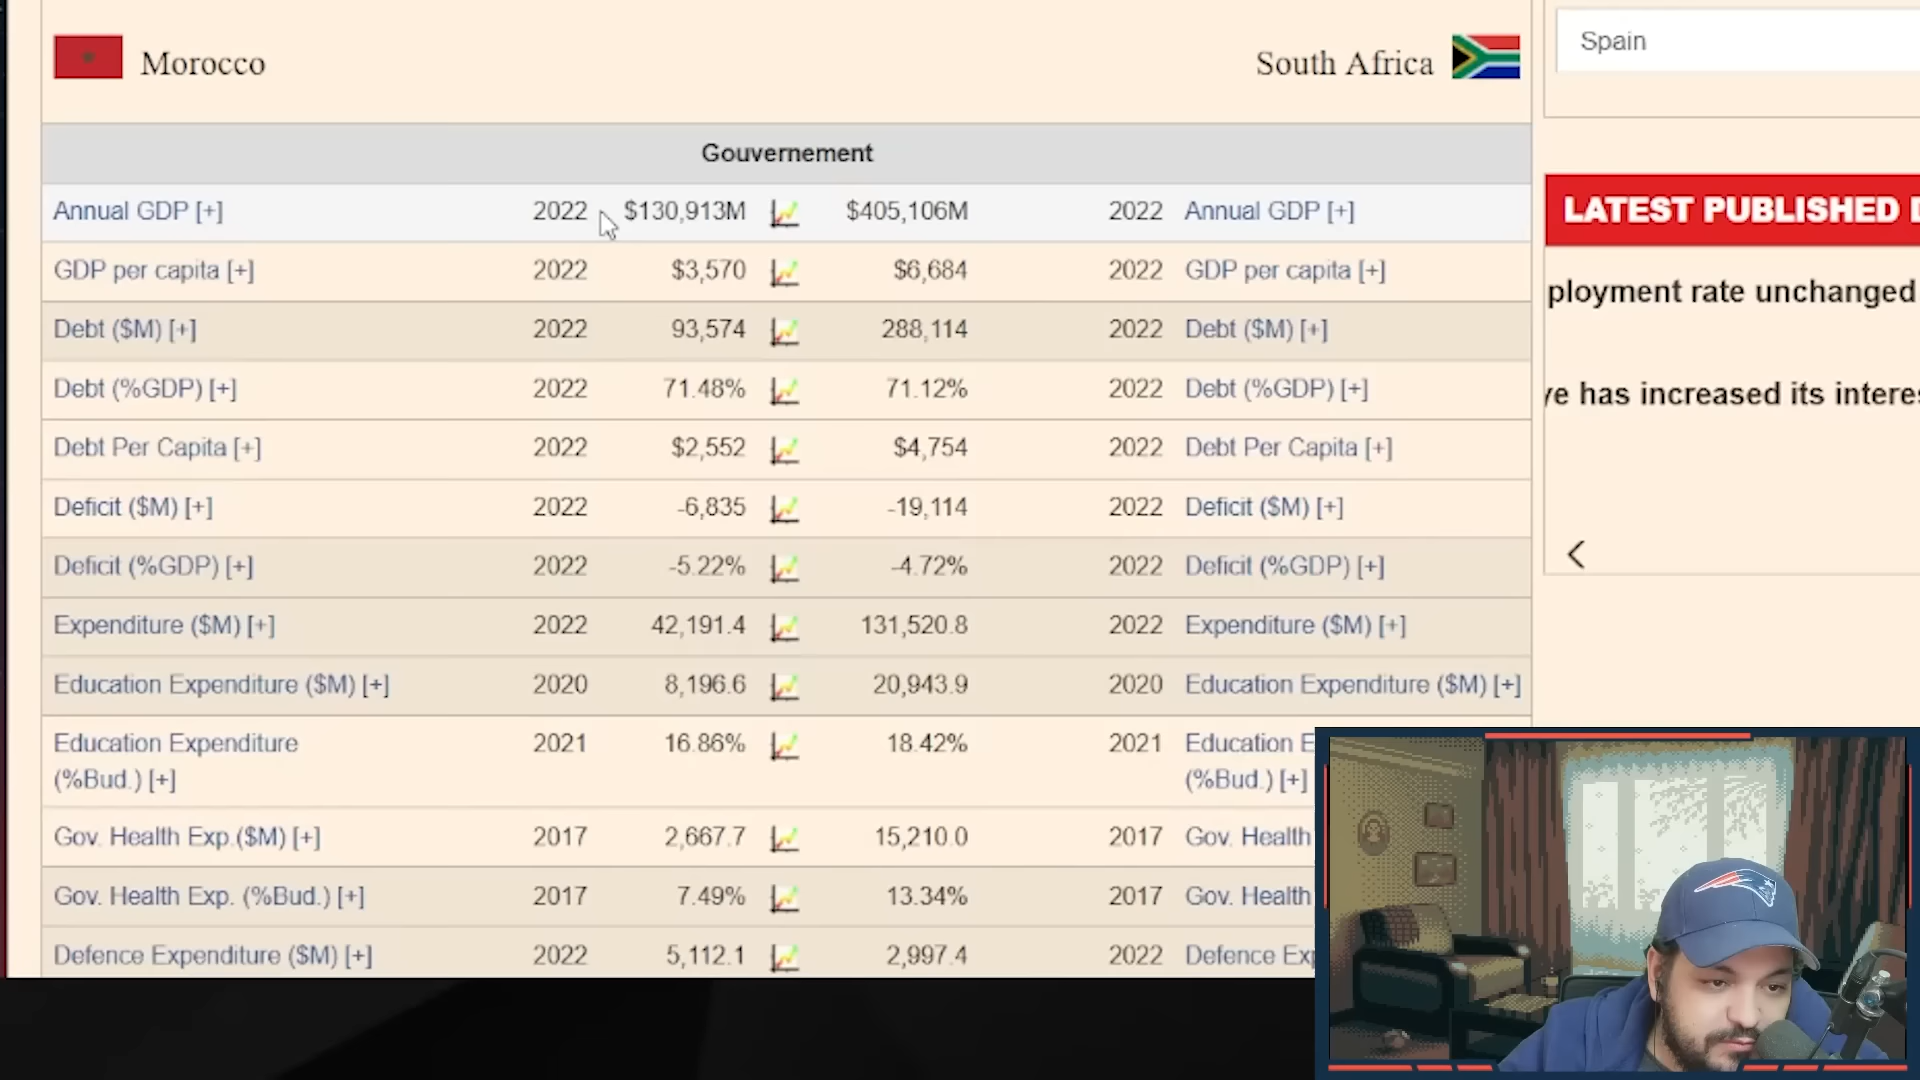 Morocco South Africa
Spain
Gouvernement
Annual GDP [+] 2022 $130,913M $405,106M 2022 Annual GDP [+]
LATEST PUBLISHED
GDP per capita [+] 2022 $3,570 $6,684 2022 GDP per capita [+]
ployment rate unchanged
Debt ($M) [+] 2022 93,574 288,114 2022 Debt ($M) [+]
Debt (%GDP) [+] 2022 71.48% 71.12% 2022 Debt (%GDP) [+]
ve has increased its interes
Debt Per Capita [+] 2022 $2,552 $4,754 2022 Debt Per Capita [+]
Deficit ($M) [+] 2022 -6,835 -19,114 2022 Deficit ($M) [+]
Deficit (%GDP) [+] 2022 -5.22% -4.72% 2022 Deficit (%GDP) [+]
Expenditure ($M) [+] 2022 42,191.4 131,520.8 2022 Expenditure ($M) [+]
Education Expenditure ($M) [+] 2020 8,196.6 20,943.9 2020 Education Expenditure ($M) [+]
Education Expenditure 2021 16.86% 18.42% 2021 Education E
(%Bud.) [+] (%Bud.) [+]
Gov. Health Exp.($M) [+] 2017 2,667.7 15,210.0 2017 Gov. Health
Gov. Health Exp. (%Bud.) [+] 2017 7.49% 13.34% 2017 Gov. Health
Defence Expenditure ($M) [+] 2022 5,112.1 2,997.4 2022 Defence Exp